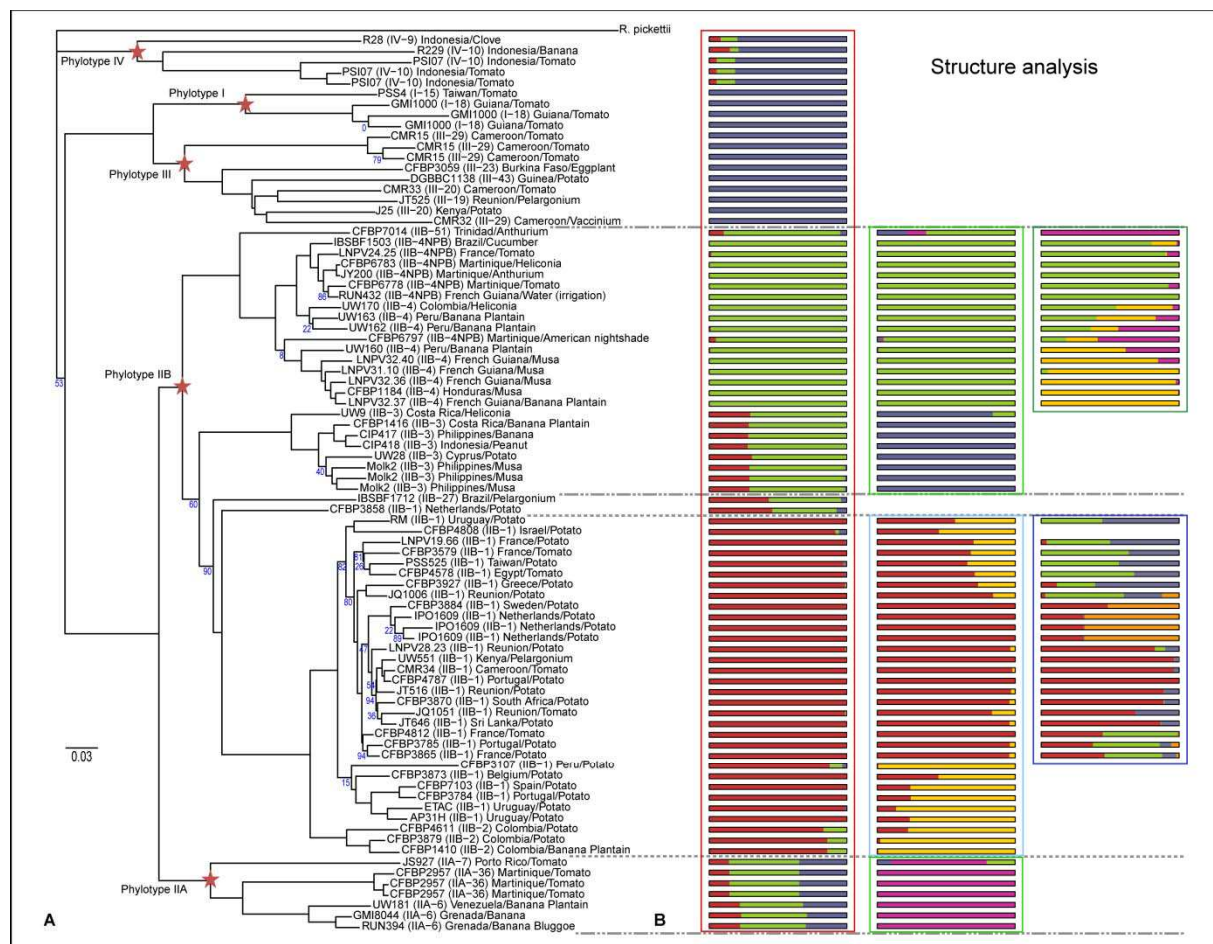 R. pickettii
R28 (IV−9) Indonesia/Clove
R229 (IV−10) Indonesia/Banana
Phylotype IV
PSI07 (IV−10) Indonesia/Tomato
Structure analysis
PSI07 (IV−10) Indonesia/Tomato
PSI07 (IV−10) Indonesia/Tomato
Phylotype I
PSS4 (I−15) Taiwan/Tomato
GMI1000 (I−18) Guiana/Tomato
GMI1000 (I−18) Guiana/Tomato
0
GMI1000 (I−18) Guiana/Tomato
CMR15 (III−29) Cameroon/Tomato
CMR15 (III−29) Cameroon/Tomato
79
CMR15 (III−29) Cameroon/Tomato
Phylotype III
CFBP3059 (III−23) Burkina Faso/Eggplant
DGBBC1138 (III−43) Guinea/Potato
CMR33 (III−20) Cameroon/Tomato
JT525 (III−19) Reunion/Pelargonium
J25 (III−20) Kenya/Potato
CMR32 (III−29) Cameroon/Vaccinium
CFBP7014 (IIB−51) Trinidad/Anthurium
IBSBF1503 (IIB−4NPB) Brazil/Cucumber
LNPV24.25 (IIB−4NPB) France/Tomato
CFBP6783 (IIB−4NPB) Martinique/Heliconia
JY200 (IIB−4NPB) Martinique/Anthurium
CFBP6778 (IIB−4NPB) Martinique/Tomato
86
RUN432 (IIB−4NPB) French Guiana/Water (irrigation)
UW170 (IIB−4) Colombia/Heliconia
UW163 (IIB−4) Peru/Banana Plantain
22
UW162 (IIB−4) Peru/Banana Plantain
CFBP6797 (IIB−4NPB) Martinique/American nightshade
8
UW160 (IIB−4) Peru/Banana Plantain
LNPV32.40 (IIB−4) French Guiana/Musa
LNPV31.10 (IIB−4) French Guiana/Musa
Phylotype IIB
53
LNPV32.36 (IIB−4) French Guiana/Musa
CFBP1184 (IIB−4) Honduras/Musa
LNPV32.37 (IIB−4) French Guiana/Banana Plantain
UW9 (IIB−3) Costa Rica/Heliconia
CFBP1416 (IIB−3) Costa Rica/Banana Plantain
CIP417 (IIB−3) Philippines/Banana
CIP418 (IIB−3) Indonesia/Peanut
UW28 (IIB−3) Cyprus/Potato
40
Molk2 (IIB−3) Philippines/Musa
Molk2 (IIB−3) Philippines/Musa
Molk2 (IIB−3) Philippines/Musa
60
IBSBF1712 (IIB−27) Brazil/Pelargonium
CFBP3858 (IIB−1) Netherlands/Potato
RM (IIB−1) Uruguay/Potato
CFBP4808 (IIB−1) Israel/Potato
LNPV19.66 (IIB−1) France/Potato
CFBP3579 (IIB−1) France/Tomato
PSS525 (IIB−1) Taiwan/Potato
90
82
26
CFBP4578 (IIB−1) Egypt/Tomato
CFBP3927 (IIB−1) Greece/Potato
JQ1006 (IIB−1) Reunion/Potato
80
CFBP3884 (IIB−1) Sweden/Potato
IPO1609 (IIB−1) Netherlands/Potato
22
IPO1609 (IIB−1) Netherlands/Potato
89
IPO1609 (IIB−1) Netherlands/Potato
LNPV28.23 (IIB−1) Reunion/Potato
UW551 (IIB−1) Kenya/Pelargonium
CMR34 (IIB−1) Cameroon/Tomato
CFBP4787 (IIB−1) Portugal/Potato
JT516 (IIB−1) Reunion/Potato
94
CFBP3870 (IIB−1) South Africa/Potato
36
JQ1051 (IIB−1) Reunion/Tomato
JT646 (IIB−1) Sri Lanka/Potato
CFBP4812 (IIB−1) France/Tomato
0.03
CFBP3785 (IIB−1) Portugal/Potato
94
CFBP3865 (IIB−1) France/Potato
CFBP3107 (IIB−1) Peru/Potato
15
CFBP3873 (IIB−1) Belgium/Potato
CFBP7103 (IIB−1) Spain/Potato
CFBP3784 (IIB−1) Portugal/Potato
ETAC (IIB−1) Uruguay/Potato
AP31H (IIB−1) Uruguay/Potato
CFBP4611 (IIB−2) Colombia/Potato
CFBP3879 (IIB−2) Colombia/Potato
CFBP1410 (IIB−2) Colombia/Banana Plantain
JS927 (IIA−7) Porto Rico/Tomato
CFBP2957 (IIA−36) Martinique/Tomato
CFBP2957 (IIA−36) Martinique/Tomato
Phylotype IIA
CFBP2957 (IIA−36) Martinique/Tomato
UW181 (IIA−6) Venezuela/Banana Plantain
GMI8044 (IIA−6) Grenada/Banana
RUN394 (IIA−6) Grenada/Banana Bluggoe
A
B